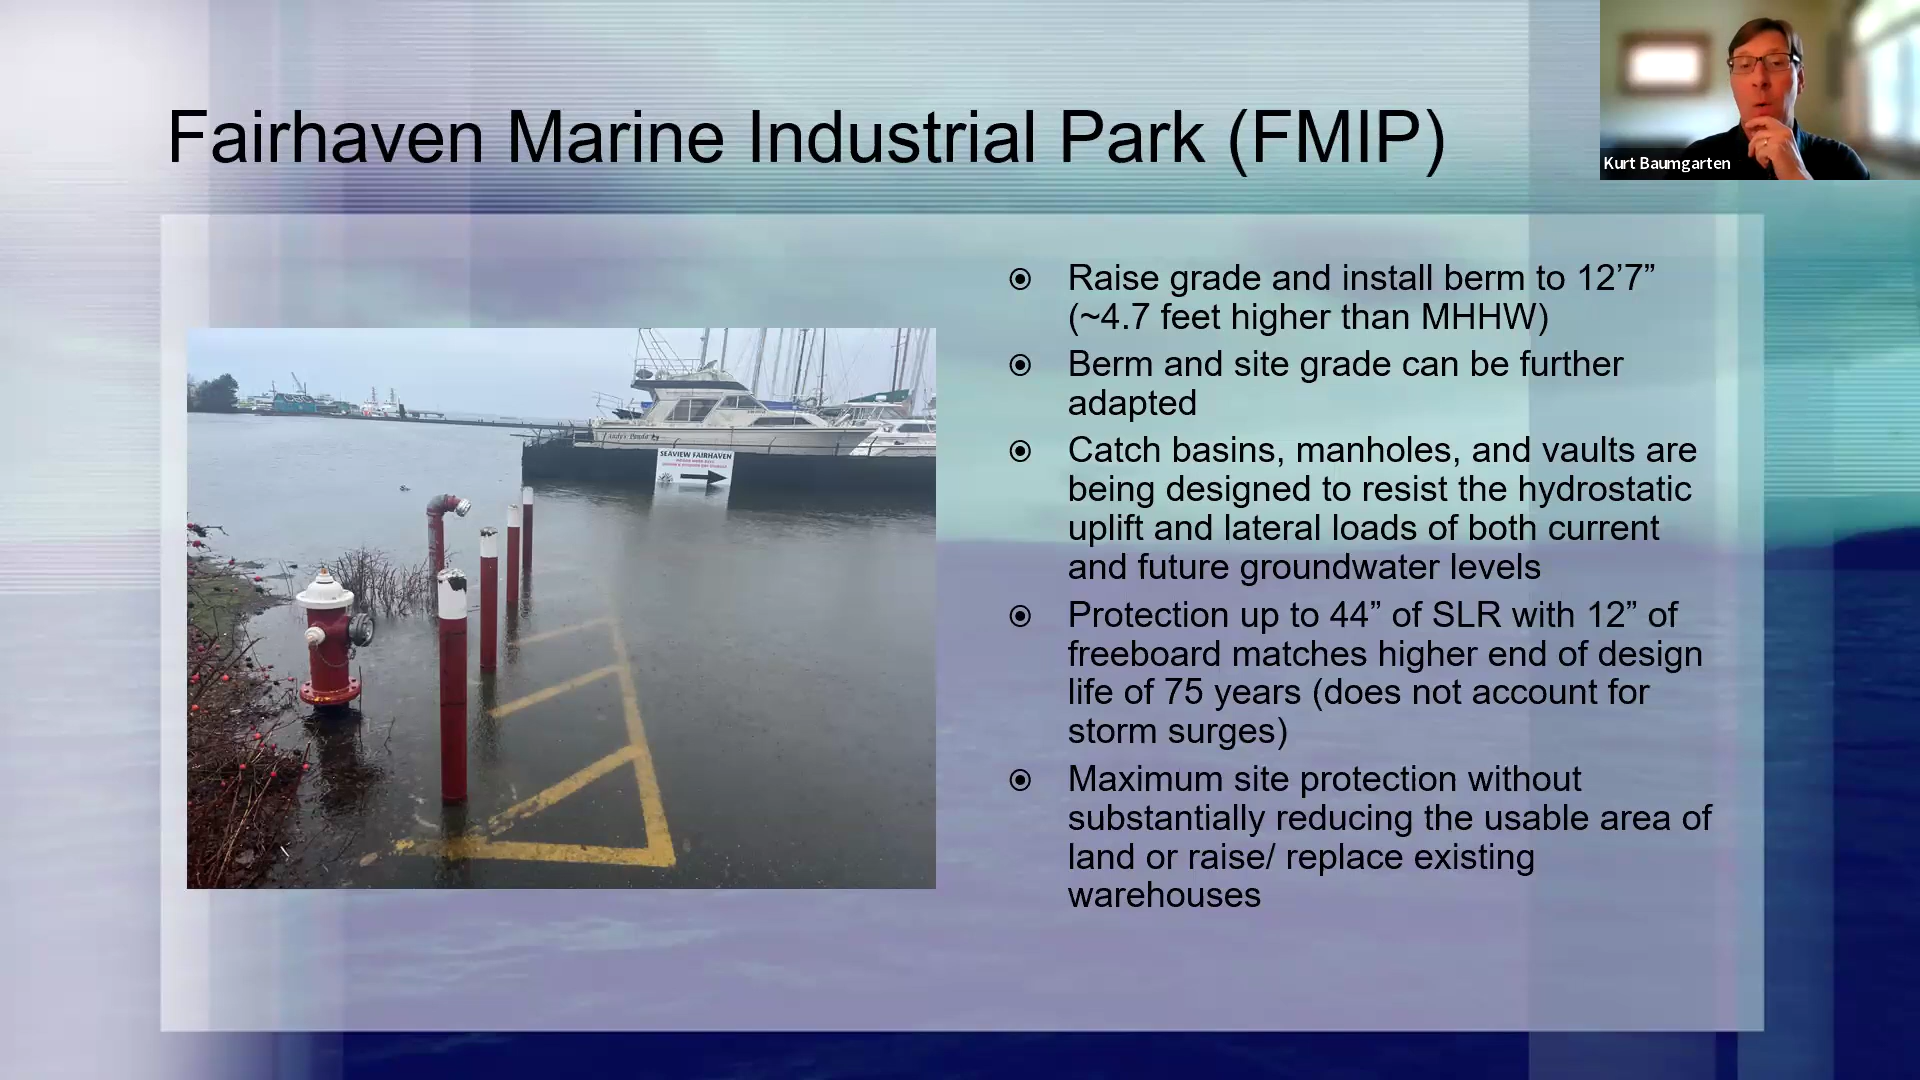 Fairhaven Marine Industrial Park (FMIP)
Kurt Baumgarten
Raise grade and install berm to 12’7”
(~4.7 feet higher than MHHW)
Berm and site grade can be further
adapted
Catch basins, manholes, and vaults are
being designed to resist the hydrostatic
uplift and lateral loads of both current
and future groundwater levels
Protection up to 44” of SLR with 12” of
freeboard matches higher end of design
life of 75 years (does not account for
storm surges)
Maximum site protection without
substantially reducing the usable area of
land or raise/ replace existing
warehouses
SEAVIEW FAIRHAVEN